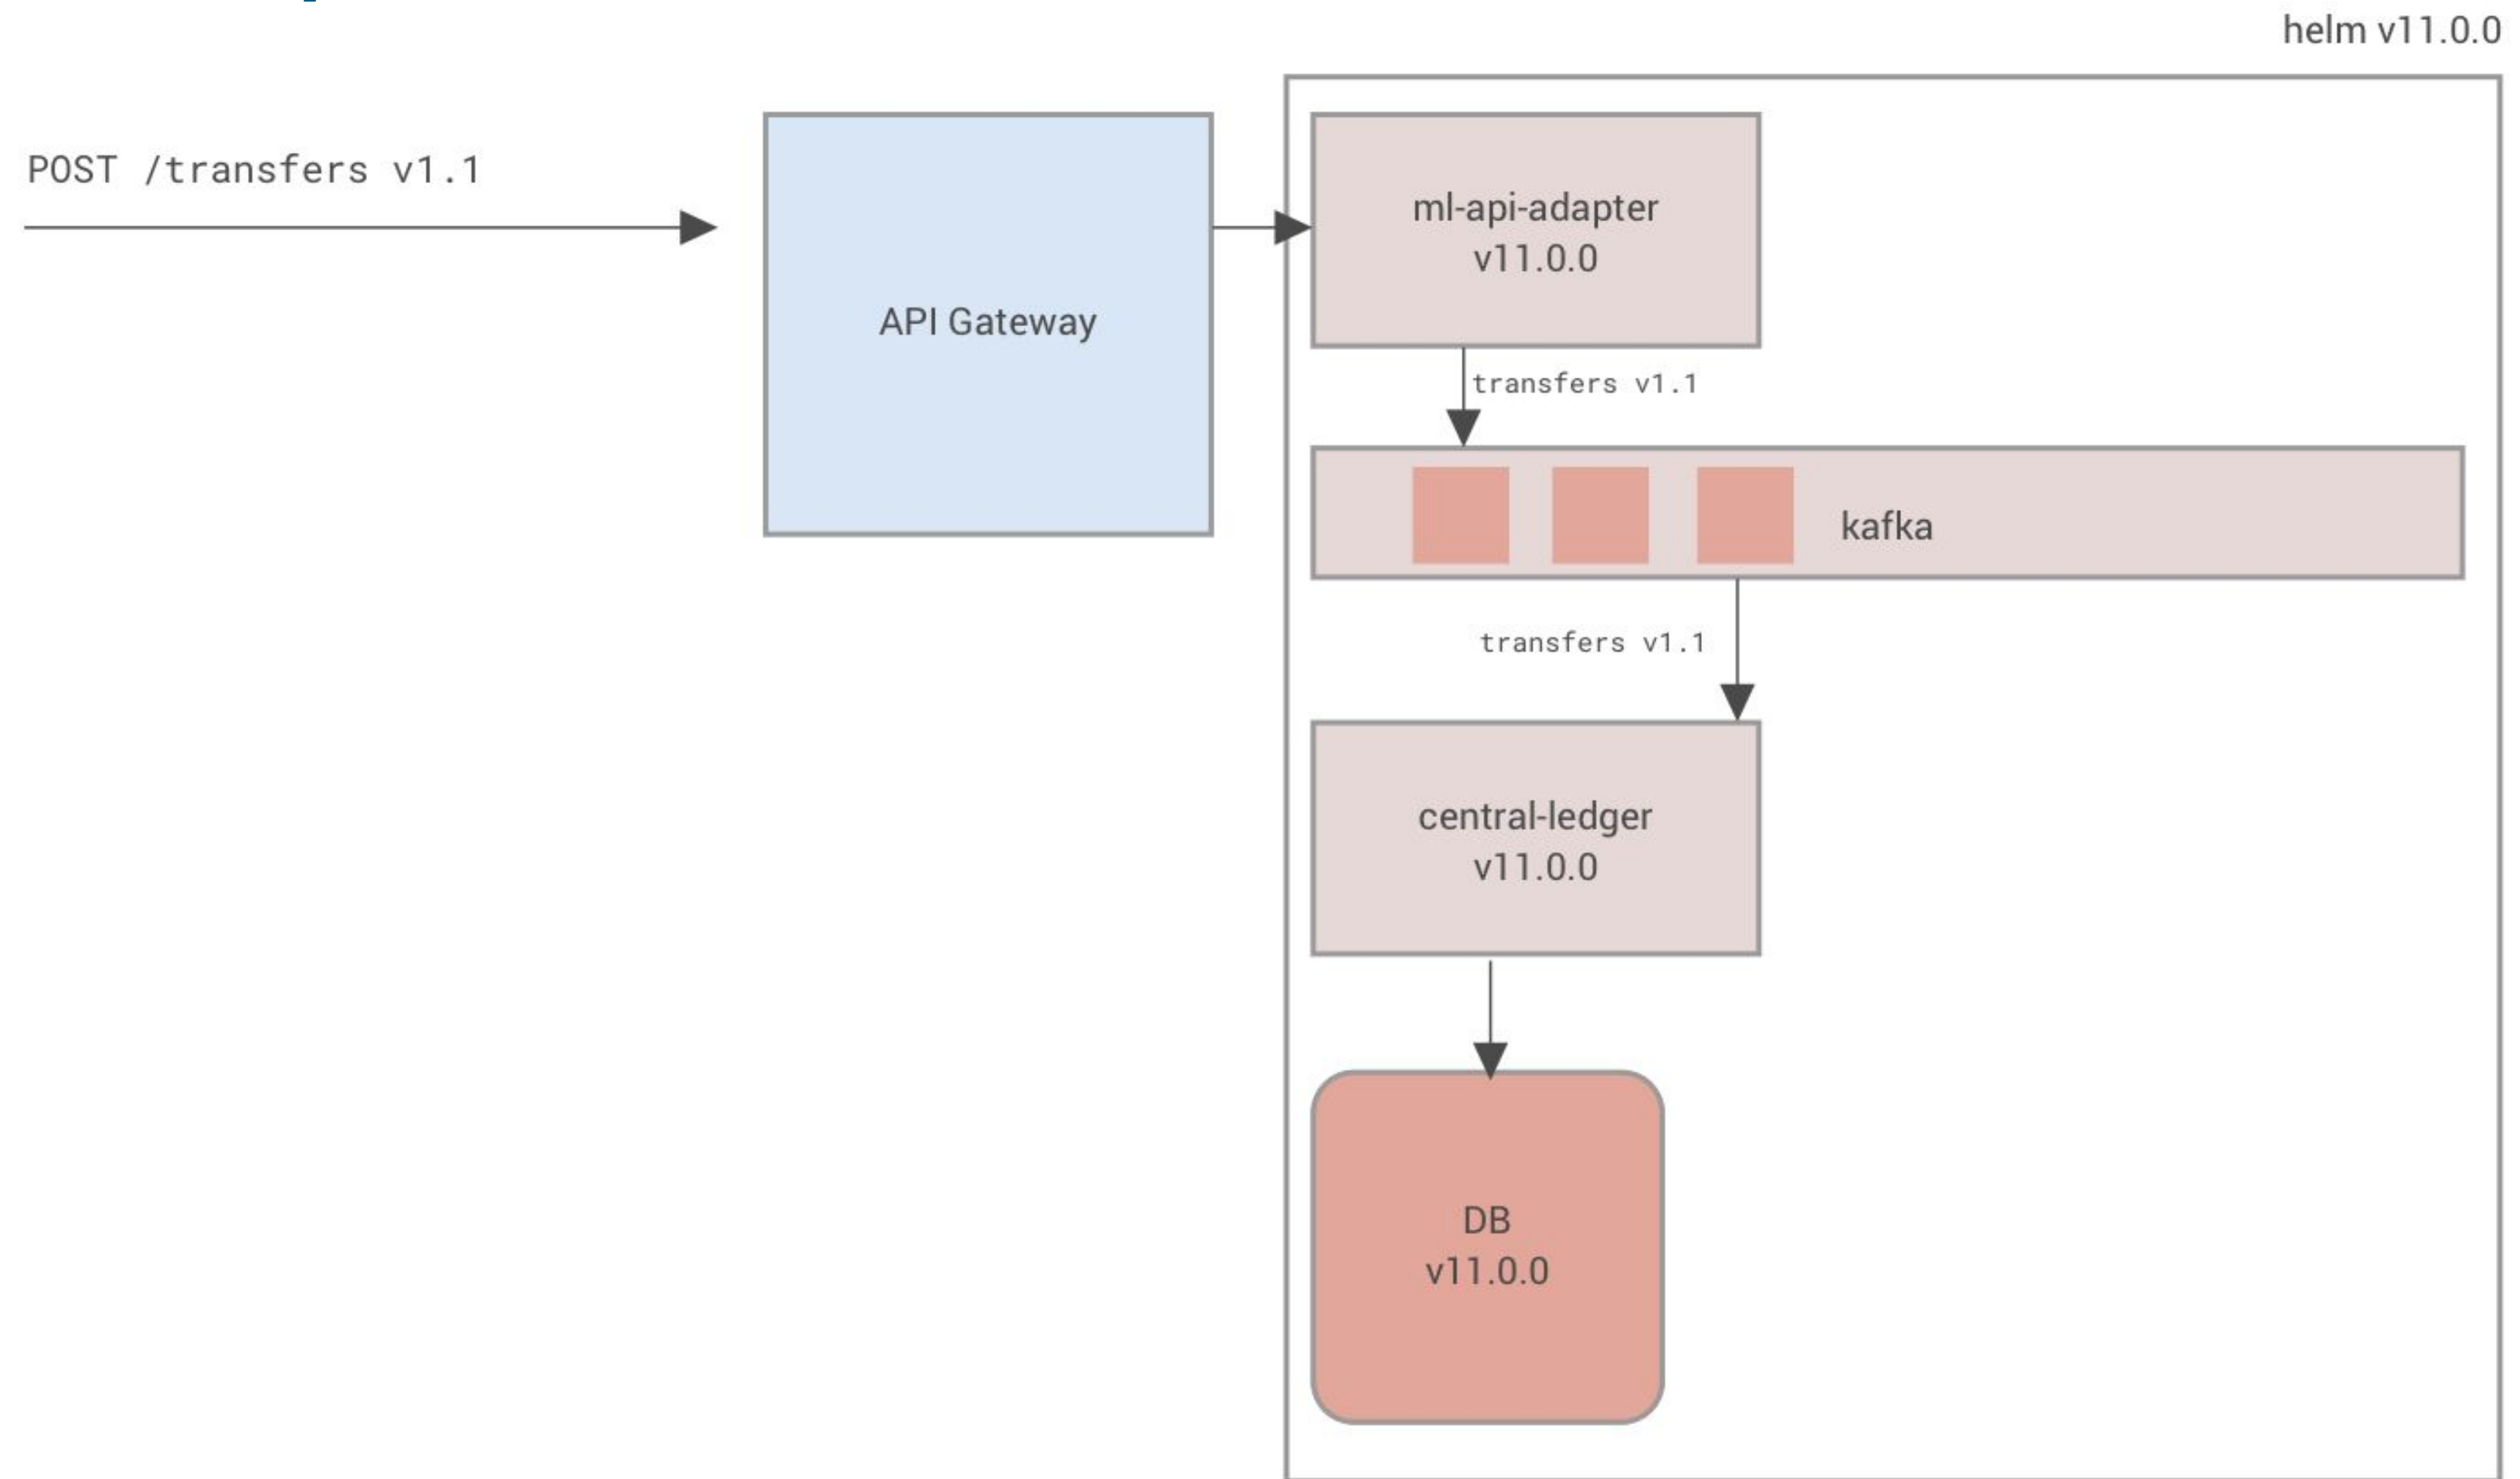 helm v11.0.0
POST /transfers v1.1
API Gateway
ml-api-adapter
v11.0.0
transfers v1.1
kafka
transfers v1.1
central-ledger
v11.0.0
DB
v11.0.0